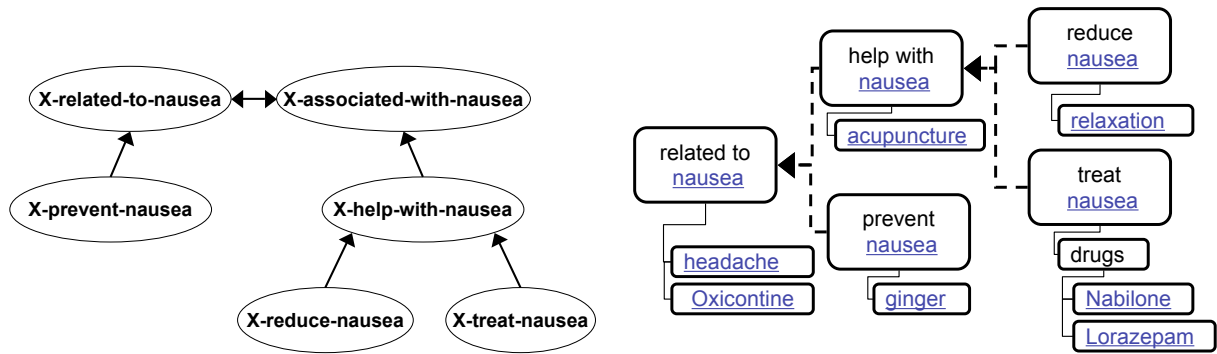 X-related-to-nausea
X-associated-with-nausea
X-prevent-nausea
X-help-with-nausea
X-reduce-nausea
X-treat-nausea
related to
nausea
headache
Oxicontine
help with
nausea
acupuncture
prevent
nausea
ginger
reduce
nausea
relaxation
treat
nausea
drugs
Nabilone
Lorazepam